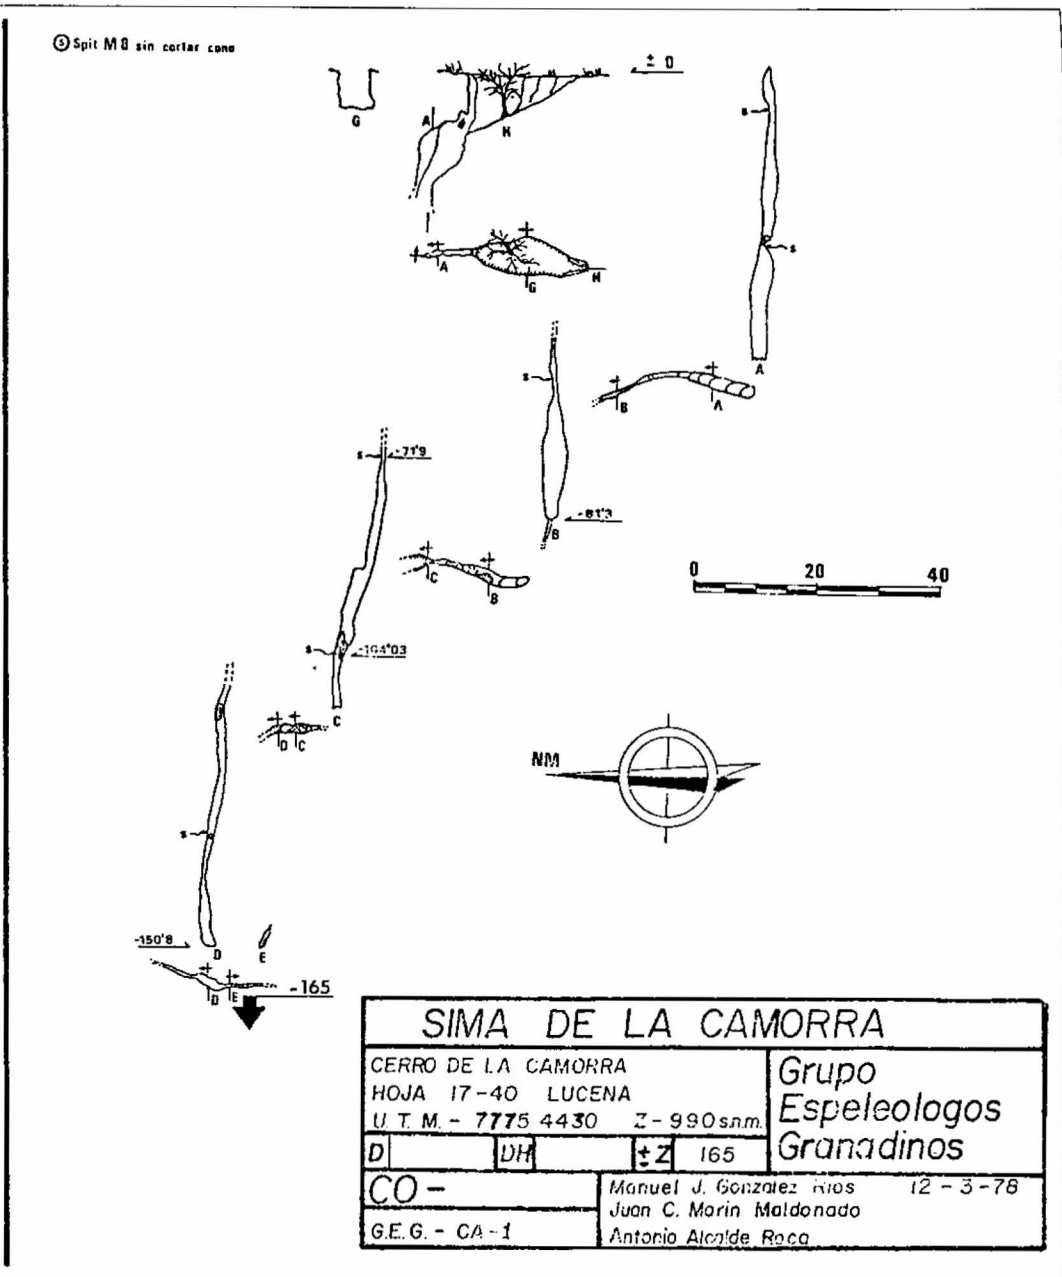 Ⓢ Spit M 8 sin cortar cono
± 0
G
A
H
s
A
G
H
s
A
s
B
A
s
-71'9
-81'3
B
C
B
0 20 40
s
-104'03
C
D C
NM
s
-150'8
D
E
D E
-165
SIMA DE LA CAMORRA
CERRO DE LA CAMORRA
HOJA 17-40 LUCENA
U. T. M. - 7775 4430 Z - 990 s.n.m.
Grupo
Espeleologos
Granadinos
D DH ±Z 165
CO -
G.E.G. - CA-1
Manuel J. Gonzalez Rios 12-3-78
Juan C. Morin Maldonado
Antonio Alcalde Roca